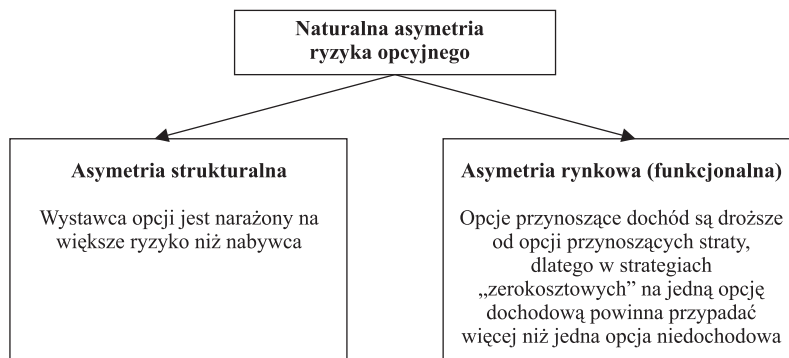 Naturalna asymetria
ryzyka opcyjnego
Asymetria strukturalna
Wystawca opcji jest narażony na
większe ryzyko niż nabywca
Asymetria rynkowa (funkcjonalna)
Opcje przynoszące dochód są droższe
od opcji przynoszących straty,
dlatego w strategiach
„zerokosztowych” na jedną opcję
dochodową powinna przypadać
więcej niż jedna opcja niedochodowa